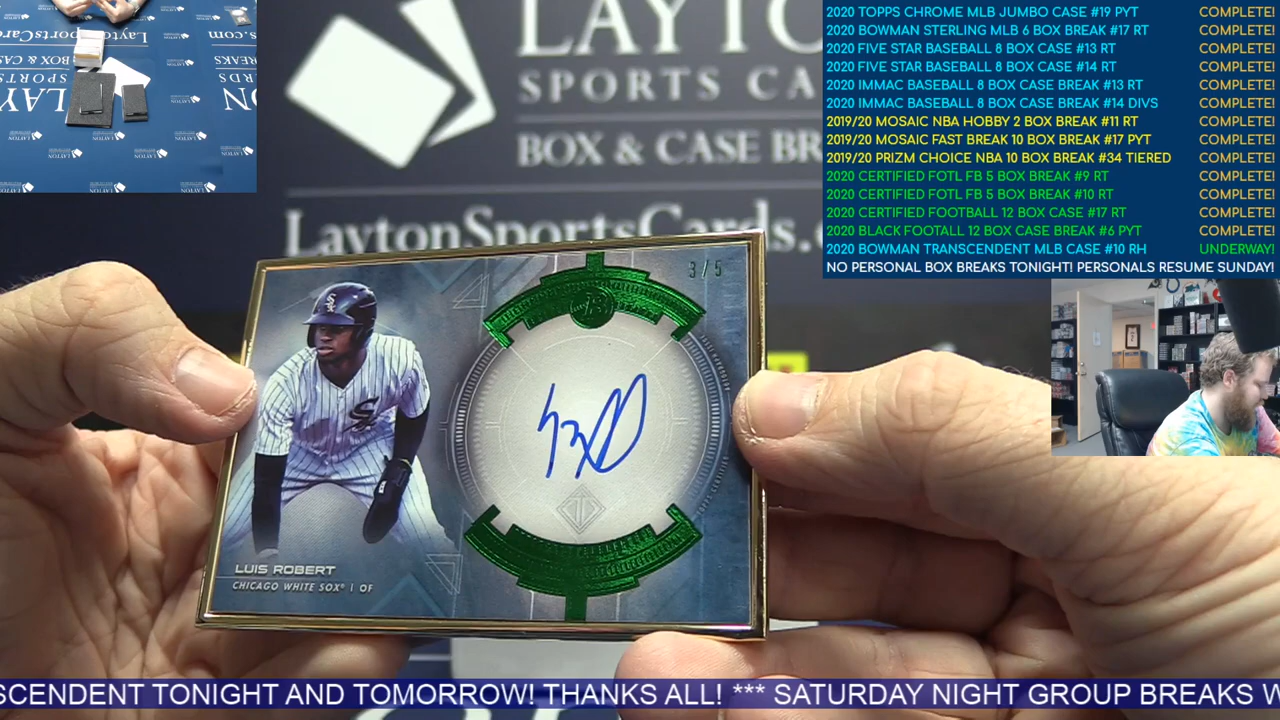 LAYTO
SPORTS CA
BOX & CASE BR
LaytonSportsCards.c
2020 TOPPS CHROME MLB JUMBO CASE #19 PYT COMPLETE!
2020 BOWMAN STERLING MLB 6 BOX BREAK #17 RT COMPLETE!
2020 FIVE STAR BASEBALL 8 BOX CASE #13 RT COMPLETE!
2020 FIVE STAR BASEBALL 8 BOX CASE #14 RT COMPLETE!
2020 IMMAC BASEBALL 8 BOX CASE BREAK #13 RT COMPLETE!
2020 IMMAC BASEBALL 8 BOX CASE BREAK #14 DIVS COMPLETE!
2019/20 MOSAIC NBA HOBBY 2 BOX BREAK #11 RT COMPLETE!
2019/20 MOSAIC FAST BREAK 10 BOX BREAK #17 PYT COMPLETE!
2019/20 PRIZM CHOICE NBA 10 BOX BREAK #34 TIERED COMPLETE!
2020 CERTIFIED FOTL FB 5 BOX BREAK #9 RT COMPLETE!
2020 CERTIFIED FOTL FB 5 BOX BREAK #10 RT COMPLETE!
2020 CERTIFIED FOOTBALL 12 BOX CASE #17 RT COMPLETE!
2020 BLACK FOOTALL 12 BOX CASE BREAK #6 PYT COMPLETE!
2020 BOWMAN TRANSCENDENT MLB CASE #10 RH UNDERWAY!
NO PERSONAL BOX BREAKS TONIGHT! PERSONALS RESUME SUNDAY!
3/5
LUIS ROBERT
CHICAGO WHITE SOX® | OF
SCENDENT TONIGHT AND TOMORROW! THANKS ALL! *** SATURDAY NIGHT GROUP BREAKS W